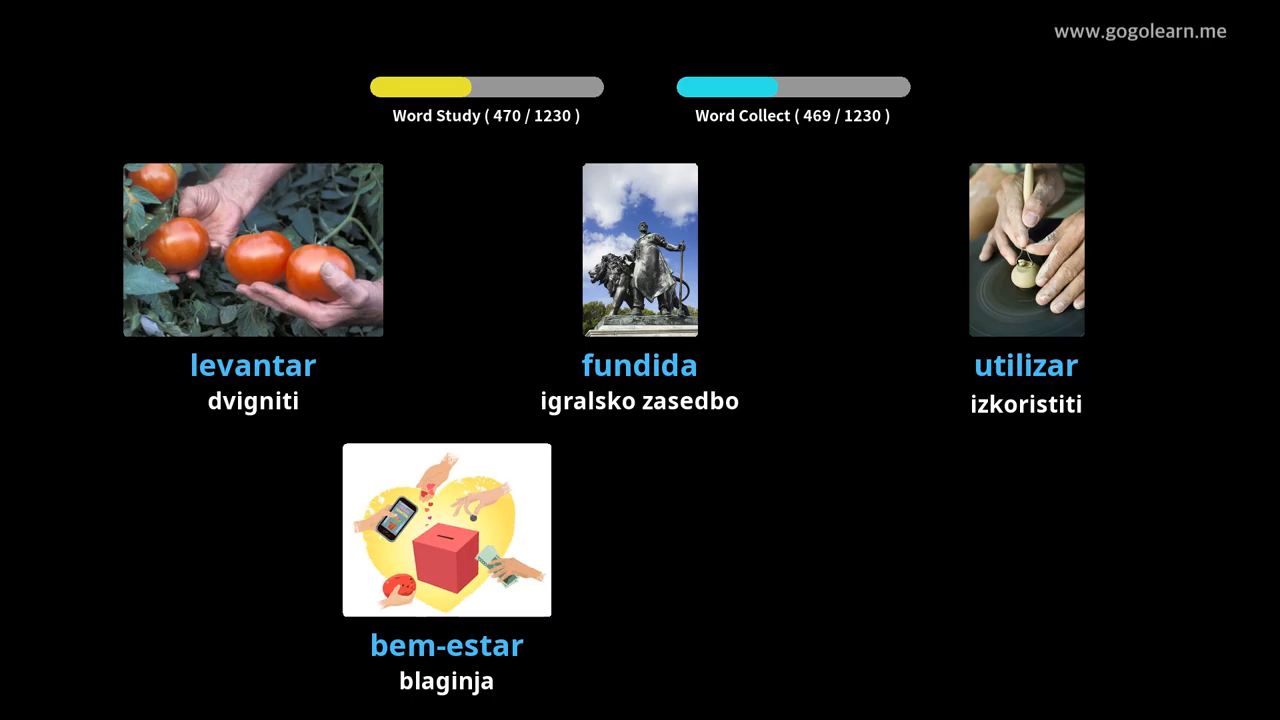 www.gogolearn.me
Word Study ( 470 / 1230 )
Word Collect ( 469 / 1230 )
levantar
dvigniti
fundida
igralsko zasedbo
utilizar
izkoristiti
bem-estar
blaginja